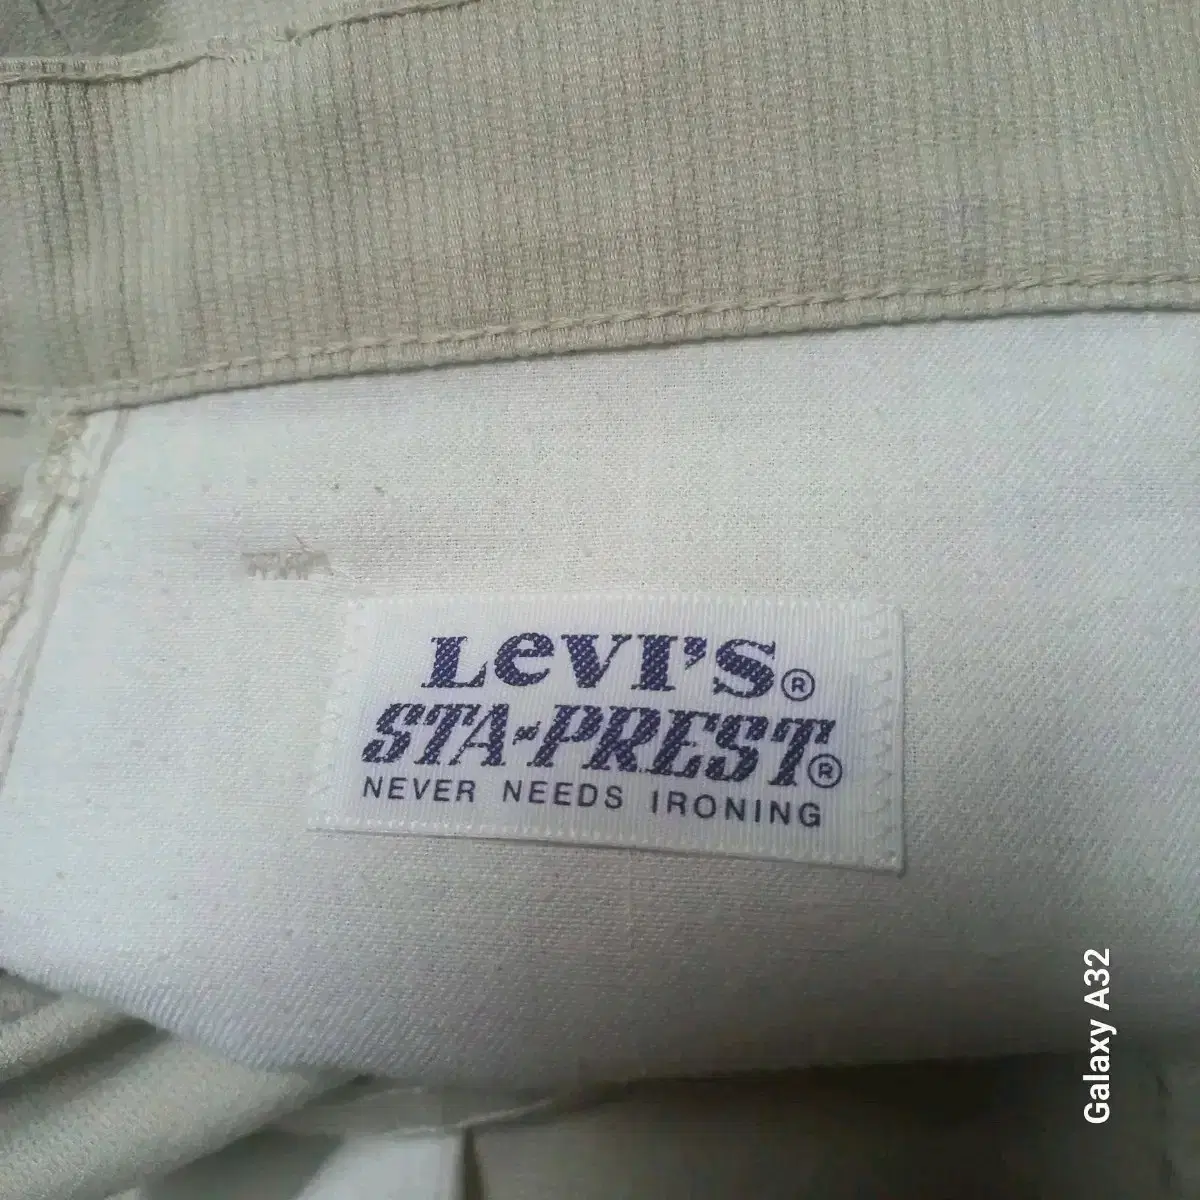 LeVI'S®
STA-PREST®
NEVER NEEDS IRONING
Galaxy A32